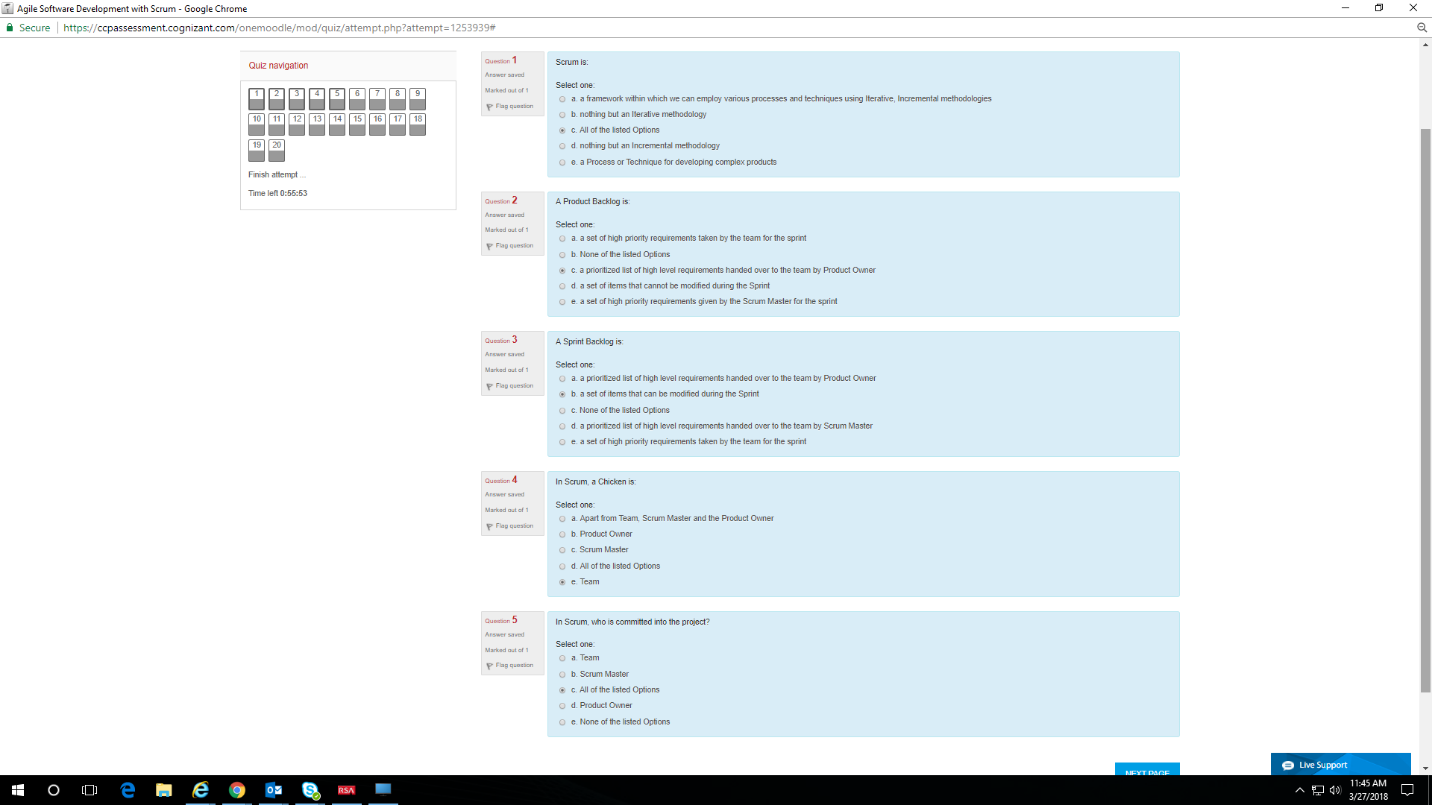 Agile Software Development with Scrum - Google Chrome
Secure https://ccpassessment.cognizant.com/onemoodle/mod/quiz/attempt.php?attempt=1253939#
Quiz navigation
1 2 3 4 5 6 7 8 9
10 11 12 13 14 15 16 17 18
19 20
Finish attempt ...
Time left 0:55:53
Question 1
Answer saved
Marked out of 1
Flag question
Scrum is:
Select one:
a. a framework within which we can employ various processes and techniques using Iterative, Incremental methodologies
b. nothing but an Iterative methodology
c. All of the listed Options
d. nothing but an Incremental methodology
e. a Process or Technique for developing complex products
Question 2
Answer saved
Marked out of 1
Flag question
A Product Backlog is:
Select one:
a. a set of high priority requirements taken by the team for the sprint
b. None of the listed Options
c. a prioritized list of high level requirements handed over to the team by Product Owner
d. a set of items that cannot be modified during the Sprint
e. a set of high priority requirements given by the Scrum Master for the sprint
Question 3
Answer saved
Marked out of 1
Flag question
A Sprint Backlog is:
Select one:
a. a prioritized list of high level requirements handed over to the team by Product Owner
b. a set of items that can be modified during the Sprint
c. None of the listed Options
d. a prioritized list of high level requirements handed over to the team by Scrum Master
e. a set of high priority requirements taken by the team for the sprint
Question 4
Answer saved
Marked out of 1
Flag question
In Scrum, a Chicken is:
Select one:
a. Apart from Team, Scrum Master and the Product Owner
b. Product Owner
c. Scrum Master
d. All of the listed Options
e. Team
Question 5
Answer saved
Marked out of 1
Flag question
In Scrum, who is committed into the project?
Select one:
a. Team
b. Scrum Master
c. All of the listed Options
d. Product Owner
e. None of the listed Options
NEXT PAGE
Live Support
RSA
11:45 AM
3/27/2018